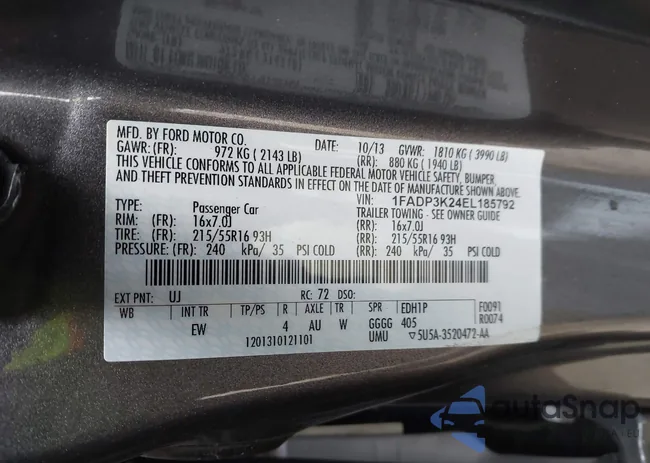 MFD. BY FORD MOTOR CO.
DATE: 10/13 GVWR: 1810 KG ( 3990 LB)
GAWR: (FR): 972 KG ( 2143 LB) (RR): 880 KG ( 1940 LB)
THIS VEHICLE CONFORMS TO ALL APPLICABLE FEDERAL MOTOR VEHICLE SAFETY, BUMPER,
AND THEFT PREVENTION STANDARDS IN EFFECT ON THE DATE OF MANUFACTURE SHOWN ABOVE.
VIN: 1FADP3K24EL185792
TYPE: Passenger Car TRAILER TOWING - SEE OWNER GUIDE
RIM: (FR): 16x7.0J (RR): 16x7.0J
TIRE: (FR): 215/55R16 93H (RR): 215/55R16 93H
PRESSURE: (FR): 240 kPa/ 35 PSI COLD (RR): 240 kPa/ 35 PSI COLD
EXT PNT: UJ RC: 72 DSO:
WB INT TR TP/PS R AXLE TR SPR EDH1P F0091
EW 4 AU W GGGG 405 R0074
1201310121101 UMU ▽5U5A-3520472-AA
autoSnap